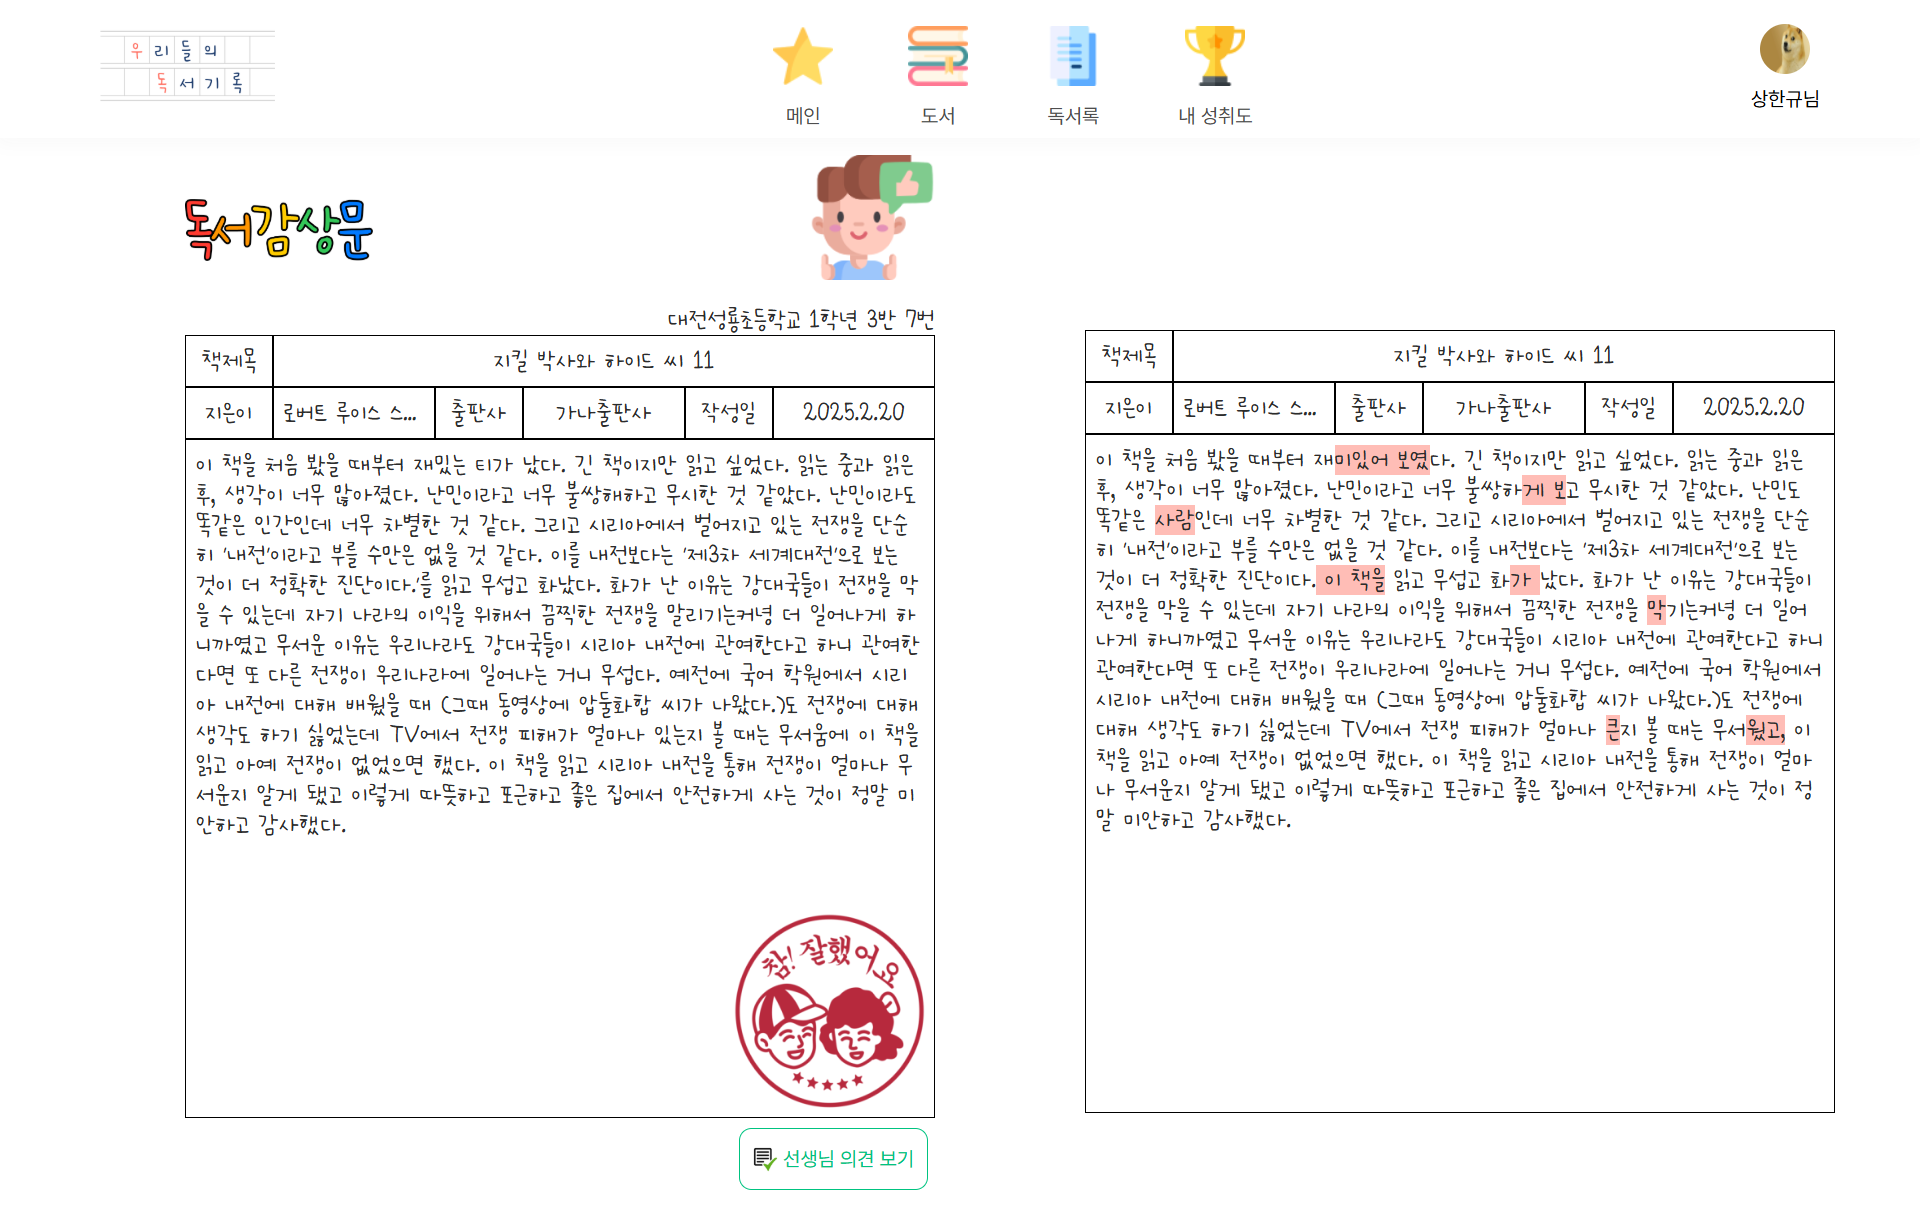 우리들의
독서기록
메인
도서
독서록
내 성취도
상한규님
독서감상문
대전성룡초등학교 1학년 3반 7번
책제목 지킬 박사와 하이드 씨 11
지은이 로버트 루이스 스... 출판사 가나출판사 작성일 2025.2.20
이 책을 처음 봤을 때부터 재밌는 티가 났다. 긴 책이지만 읽고 싶었다. 읽는 중과 읽은
후, 생각이 너무 많아졌다. 난민이라고 너무 불쌍해하고 무시한 것 같았다. 난민이라도
똑같은 인간인데 너무 차별한 것 같다. 그리고 시리아에서 벌어지고 있는 전쟁을 단순
히 '내전'이라고 부를 수만은 없을 것 같다. 이를 내전보다는 '제3차 세계대전'으로 보는
것이 더 정확한 진단이다.'를 읽고 무섭고 화났다. 화가 난 이유는 강대국들이 전쟁을 막
을 수 있는데 자기 나라의 이익을 위해서 끔찍한 전쟁을 말리기는커녕 더 일어나게 하
니까였고 무서운 이유는 우리나라도 강대국들이 시리아 내전에 관여한다고 하니 관여한
다면 또 다른 전쟁이 우리나라에 일어나는 거니 무섭다. 예전에 국어 학원에서 시리
아 내전에 대해 배웠을 때 (그때 동영상에 압둘화합 씨가 나왔다.)도 전쟁에 대해
생각도 하기 싫었는데 TV에서 전쟁 피해가 얼마나 있는지 볼 때는 무서움에 이 책을
읽고 아예 전쟁이 없었으면 했다. 이 책을 읽고 시리아 내전을 통해 전쟁이 얼마나 무
서운지 알게 됐고 이렇게 따뜻하고 포근하고 좋은 집에서 안전하게 사는 것이 정말 미
안하고 감사했다.
참! 잘했어요
선생님 의견 보기
책제목 지킬 박사와 하이드 씨 11
지은이 로버트 루이스 스... 출판사 가나출판사 작성일 2025.2.20
이 책을 처음 봤을 때부터 재미있어 보였다. 긴 책이지만 읽고 싶었다. 읽는 중과 읽은
후, 생각이 너무 많아졌다. 난민이라고 너무 불쌍하게 보고 무시한 것 같았다. 난민도
똑같은 사람인데 너무 차별한 것 같다. 그리고 시리아에서 벌어지고 있는 전쟁을 단순
히 '내전'이라고 부를 수만은 없을 것 같다. 이를 내전보다는 '제3차 세계대전'으로 보는
것이 더 정확한 진단이다. 이 책을 읽고 무섭고 화가 났다. 화가 난 이유는 강대국들이
전쟁을 막을 수 있는데 자기 나라의 이익을 위해서 끔찍한 전쟁을 막기는커녕 더 일어
나게 하니까였고 무서운 이유는 우리나라도 강대국들이 시리아 내전에 관여한다고 하니
관여한다면 또 다른 전쟁이 우리나라에 일어나는 거니 무섭다. 예전에 국어 학원에서
시리아 내전에 대해 배웠을 때 (그때 동영상에 압둘화합 씨가 나왔다.)도 전쟁에
대해 생각도 하기 싫었는데 TV에서 전쟁 피해가 얼마나 큰지 볼 때는 무서웠고, 이
책을 읽고 아예 전쟁이 없었으면 했다. 이 책을 읽고 시리아 내전을 통해 전쟁이 얼마
나 무서운지 알게 됐고 이렇게 따뜻하고 포근하고 좋은 집에서 안전하게 사는 것이 정
말 미안하고 감사했다.